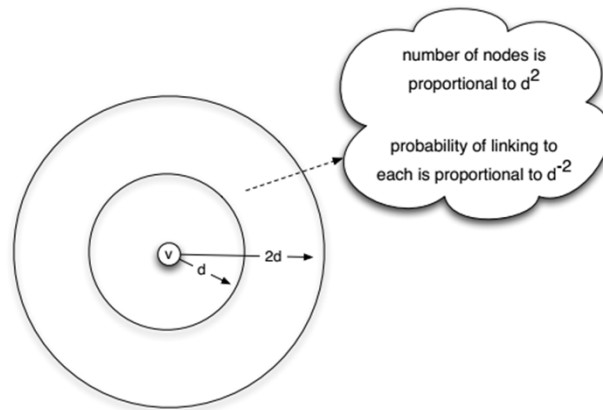 number of nodes is
proportional to d²
probability of linking to
each is proportional to d⁻²
v
d
2d